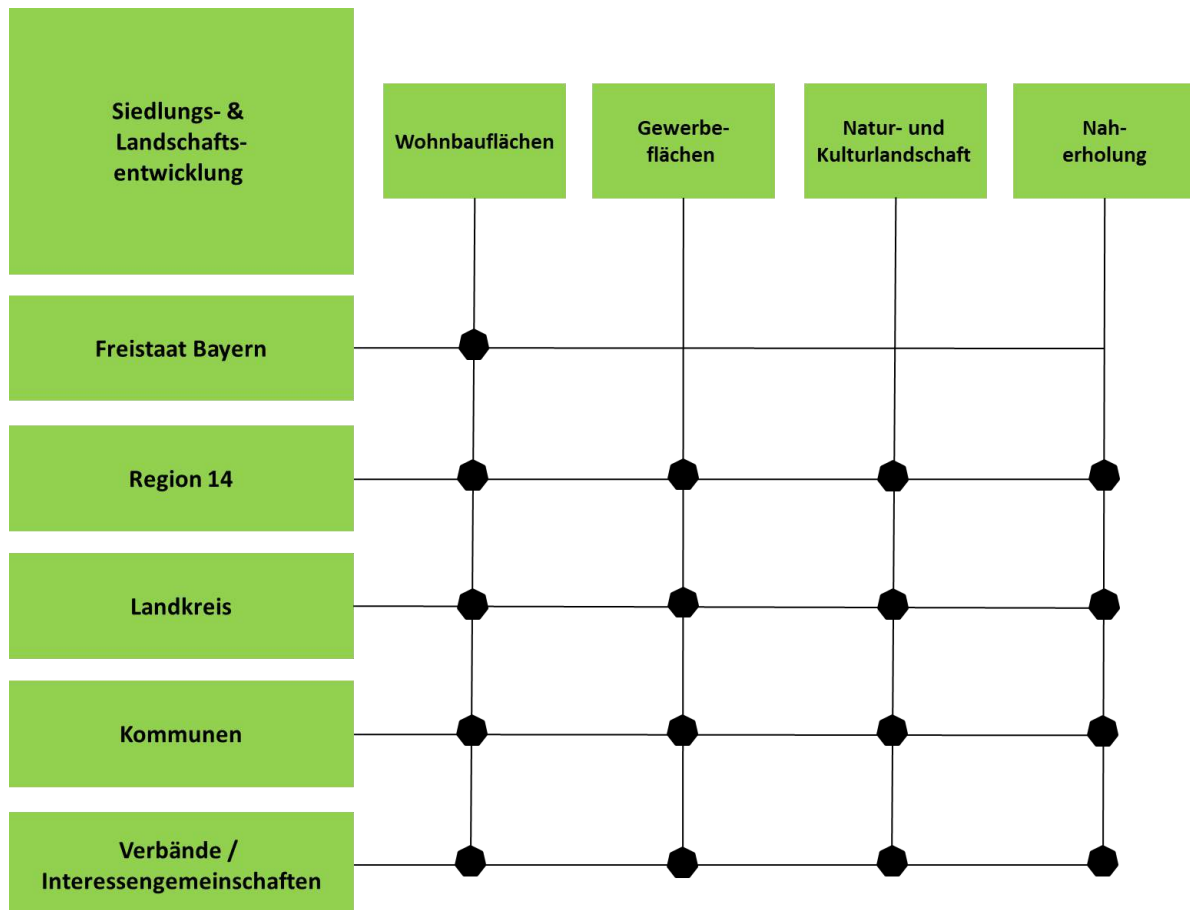 Siedlungs- &
Landschafts-
entwicklung
Wohnbauflächen
Gewerbe-
flächen
Natur- und
Kulturlandschaft
Nah-
erholung
Freistaat Bayern
Region 14
Landkreis
Kommunen
Verbände /
Interessengemeinschaften